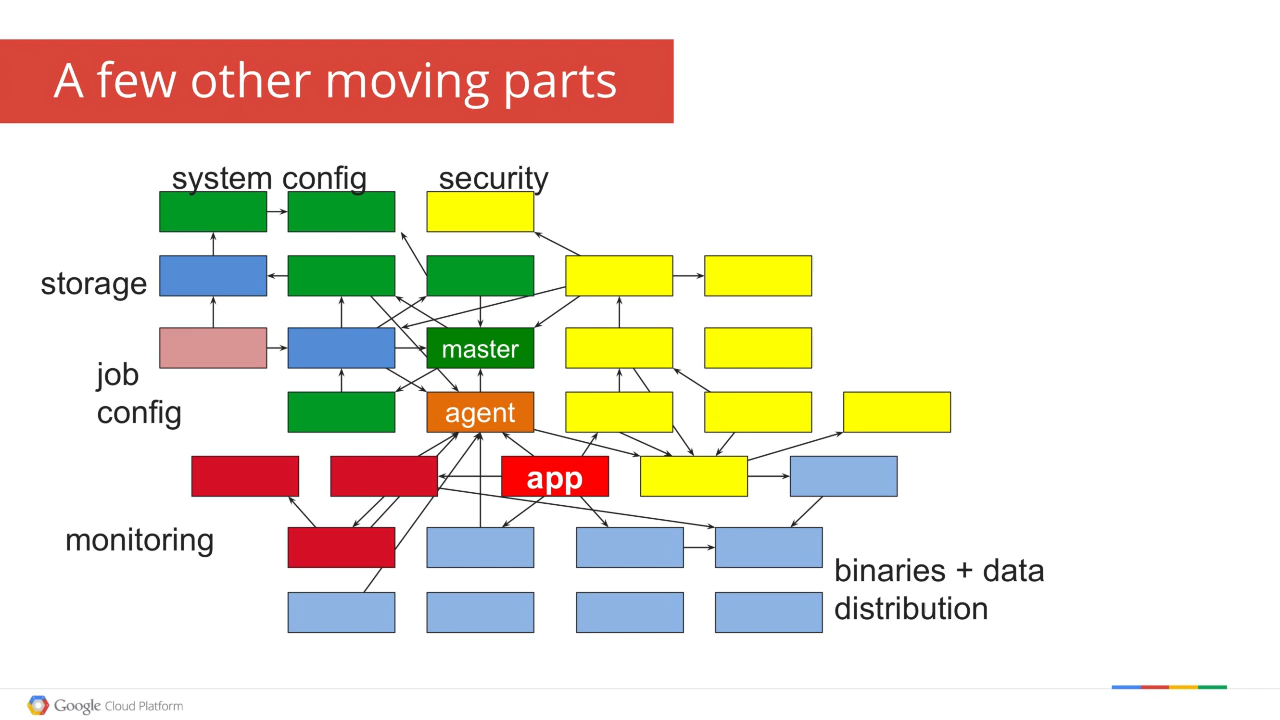 A few other moving parts
system config
security
storage
master
job
config
agent
app
monitoring
binaries + data
distribution
Google Cloud Platform